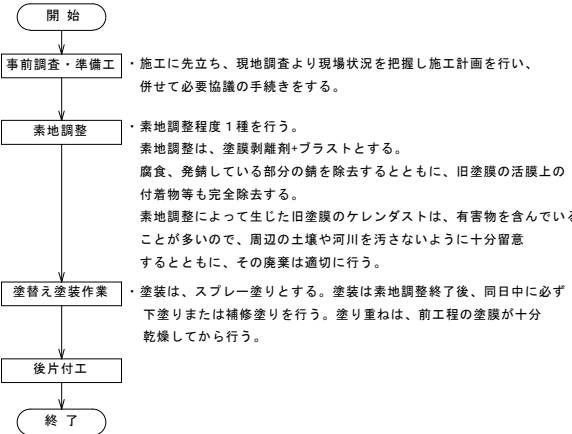 開 始
事前調査・準備工
・施工に先立ち、現地調査より現場状況を把握し施工計画を行い、
併せて必要協議の手続きをする。
素地調整
・素地調整程度１種を行う。
素地調整は、塗膜剥離剤+ブラストとする。
腐食、発錆している部分の錆を除去するとともに、旧塗膜の活膜上の
付着物等も完全除去する。
素地調整によって生じた旧塗膜のケレンダストは、有害物を含んでいる
ことが多いので、周辺の土壌や河川を汚さないように十分留意
するとともに、その廃棄は適切に行う。
塗替え塗装作業
・塗装は、スプレー塗りとする。塗装は素地調整終了後、同日中に必ず
下塗りまたは補修塗りを行う。塗り重ねは、前工程の塗膜が十分
乾燥してから行う。
後片付工
終 了